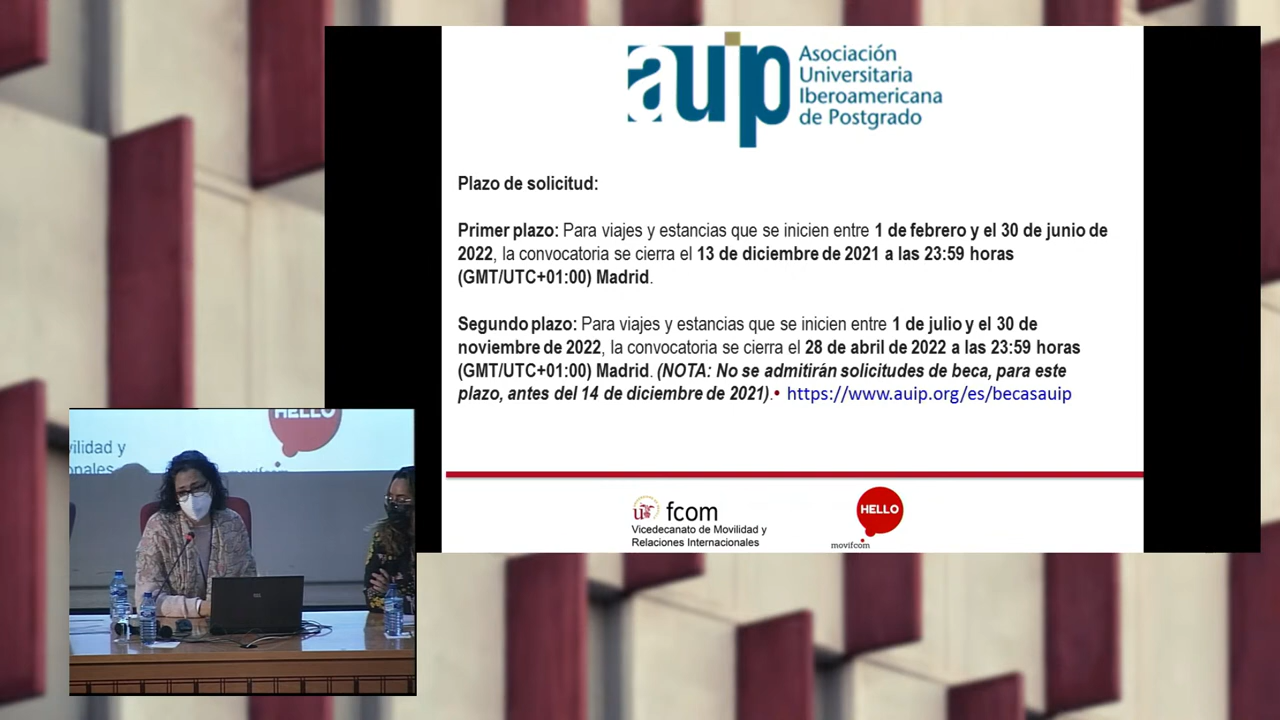 auip
Asociación
Universitaria
Iberoamericana
de Postgrado
Plazo de solicitud:
Primer plazo: Para viajes y estancias que se inicien entre 1 de febrero y el 30 de junio de
2022, la convocatoria se cierra el 13 de diciembre de 2021 a las 23:59 horas
(GMT/UTC+01:00) Madrid.
Segundo plazo: Para viajes y estancias que se inicien entre 1 de julio y el 30 de
noviembre de 2022, la convocatoria se cierra el 28 de abril de 2022 a las 23:59 horas
(GMT/UTC+01:00) Madrid. (NOTA: No se admitirán solicitudes de beca, para este
plazo, antes del 14 de diciembre de 2021).• https://www.auip.org/es/becasauip
fcom
Vicedecanato de Movilidad y
Relaciones Internacionales
HELLO
movifcom
HELLO
ilidad y
onales
movifcom